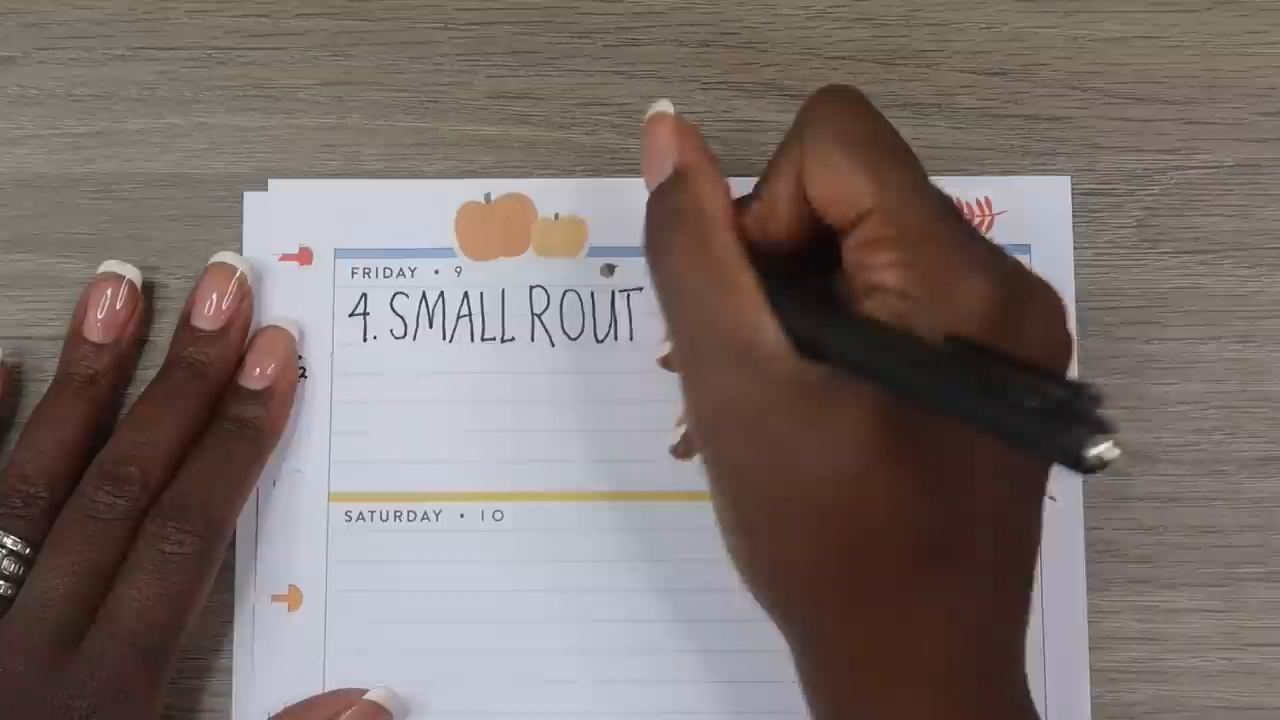 FRIDAY • 9
4. SMALL ROUT
SATURDAY • 10